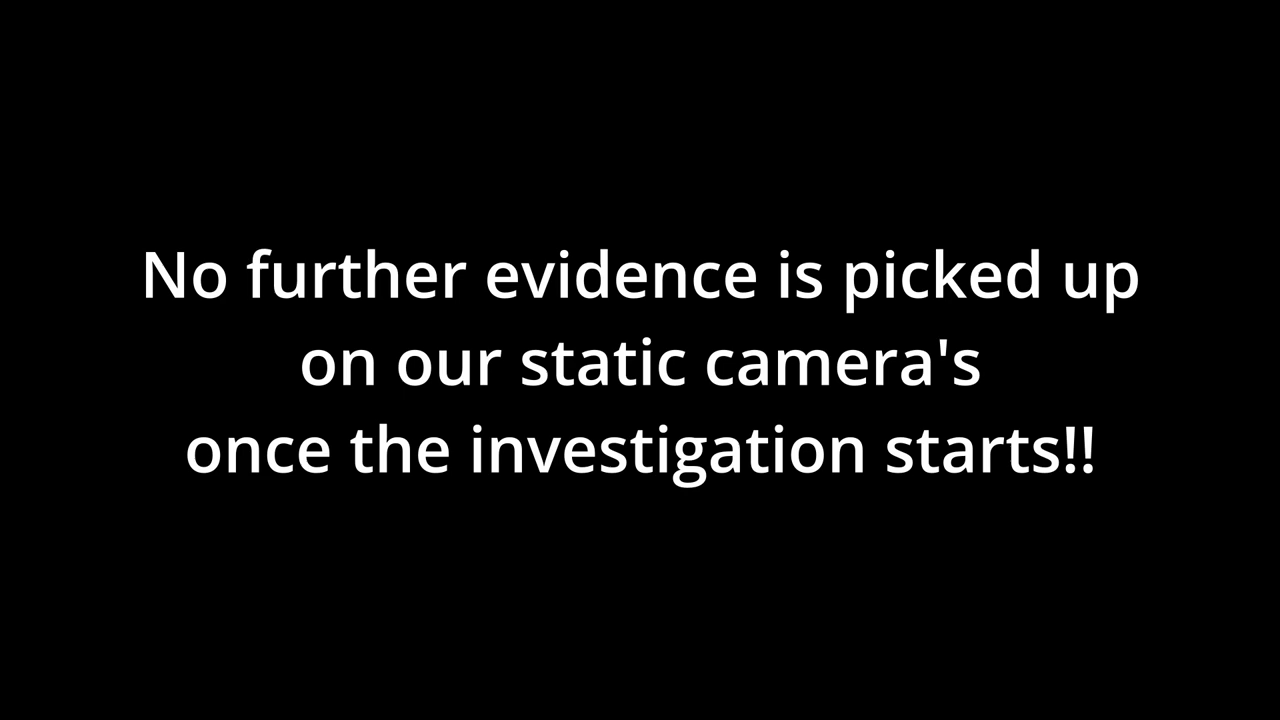 No further evidence is picked up
on our static camera's
once the investigation starts!!